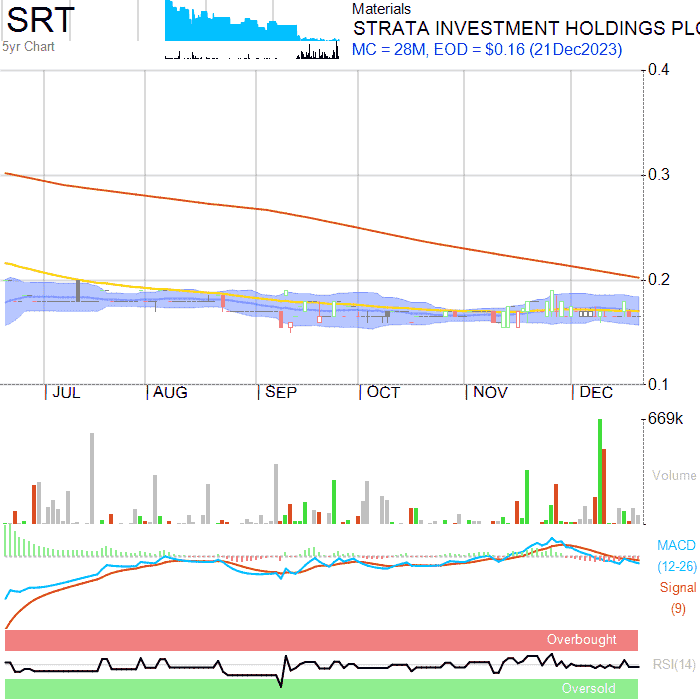 SRT
5yr Chart
Materials
STRATA INVESTMENT HOLDINGS PLC
MC = 28M, EOD = $0.16 (21Dec2023)
0.4
0.3
0.2
0.1
JUL
AUG
SEP
OCT
NOV
DEC
669k
Volume
MACD
(12-26)
Signal
(9)
Overbought
RSI(14)
Oversold